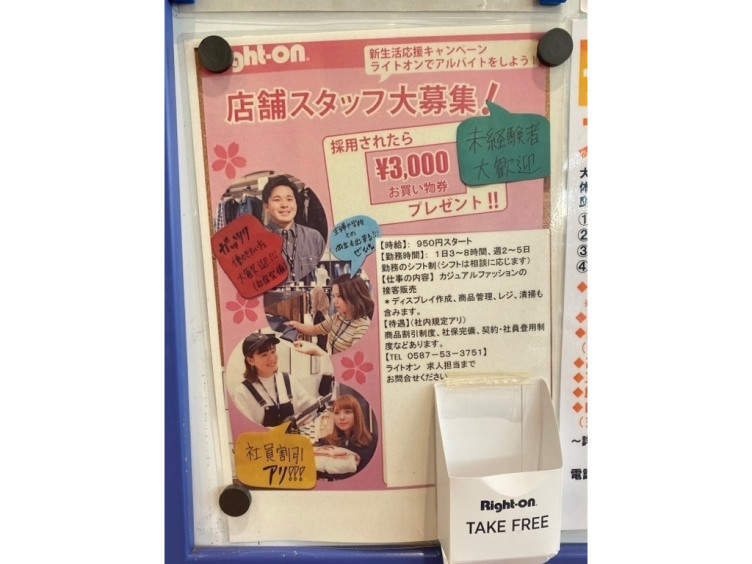 ght-on.
新生活応援キャンペーン
ライトオンでアルバイトをしよう!
店舗スタッフ大募集!
未経験者
大歓迎
採用されたら
¥3,000
お買い物券
プレゼント!!
ガッツリ
大歓迎!!!
【時給】: 950円スタート
【勤務時間】: 1日3~8時間、週2~5日
勤務のシフト制(シフトは相談に応じます)
【仕事の内容】 カジュアルファッションの
接客販売
*ディスプレイ作成、商品管理、レジ、清掃も
含みます。
【待遇】(社内規定アリ)
商品割引制度、社保完備、契約・社員登用制
度などあります。
【TEL 0587-53-3751】
ライトオン 求人担当まで
お問合せください
社員割引
アリ!!!
Right-on.
TAKE FREE